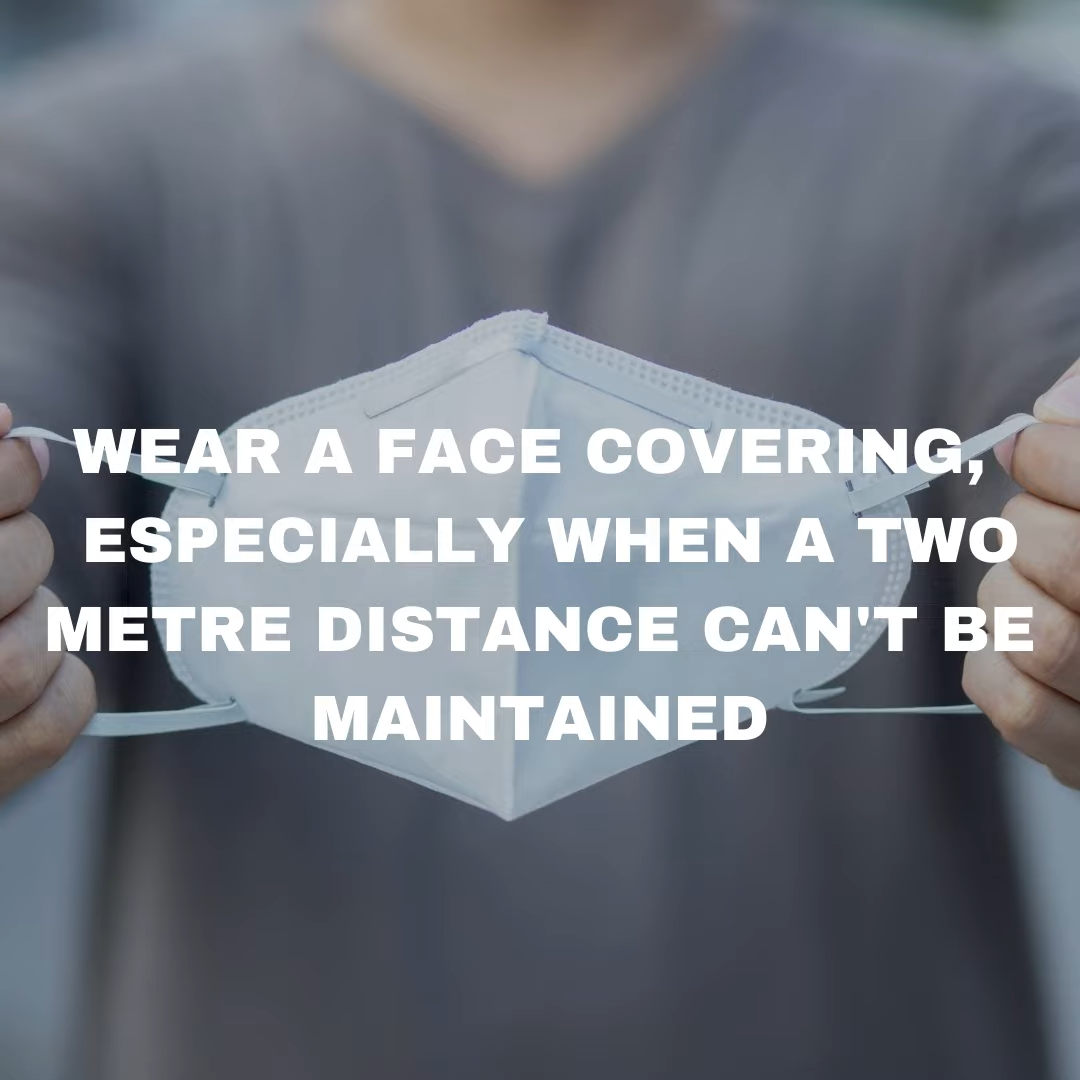 WEAR A FACE COVERING,
ESPECIALLY WHEN A TWO
METRE DISTANCE CAN'T BE
MAINTAINED